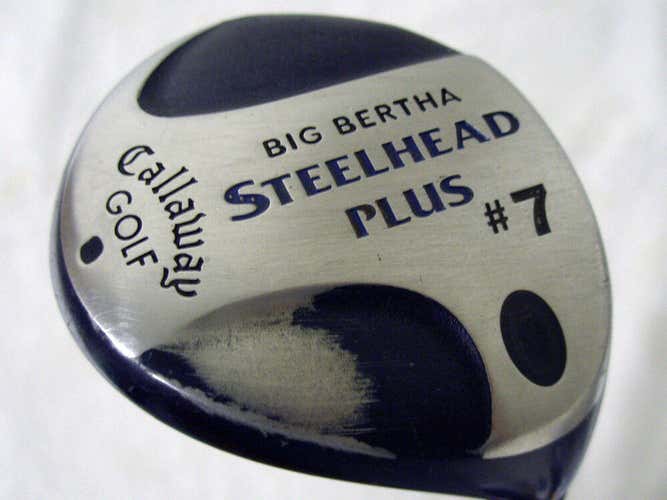 BIG BERTHA
STEELHEAD
PLUS #7
Callaway
GOLF